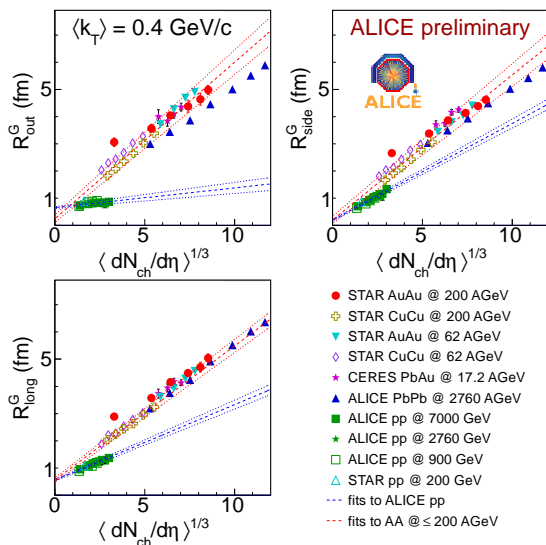 ⟨k_T⟩ = 0.4 GeV/c
ALICE preliminary
ALICE
R^G_out (fm)
5
1
0 5 10
⟨ dN_ch/dη ⟩^1/3
R^G_side (fm)
5
1
0 5 10
⟨ dN_ch/dη ⟩^1/3
R^G_long (fm)
5
1
0 5 10
⟨ dN_ch/dη ⟩^1/3
STAR AuAu @ 200 AGeV
STAR CuCu @ 200 AGeV
STAR AuAu @ 62 AGeV
STAR CuCu @ 62 AGeV
CERES PbAu @ 17.2 AGeV
ALICE PbPb @ 2760 AGeV
ALICE pp @ 7000 GeV
ALICE pp @ 2760 GeV
ALICE pp @ 900 GeV
STAR pp @ 200 GeV
fits to ALICE pp
fits to AA @ ≤ 200 AGeV